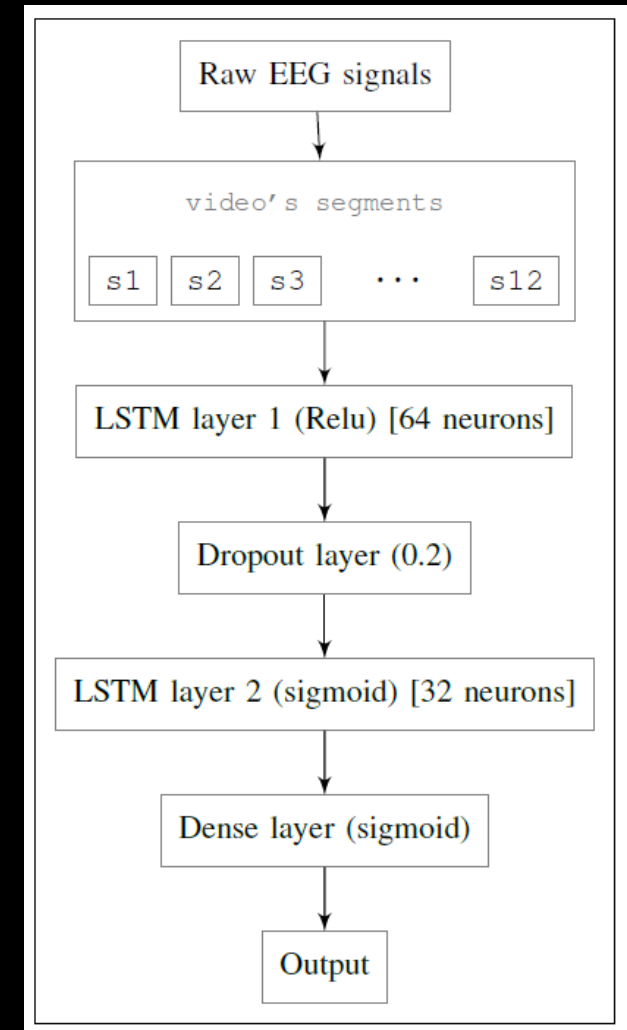 Raw EEG signals
video's segments
s1 s2 s3 ... s12
LSTM layer 1 (Relu) [64 neurons]
Dropout layer (0.2)
LSTM layer 2 (sigmoid) [32 neurons]
Dense layer (sigmoid)
Output